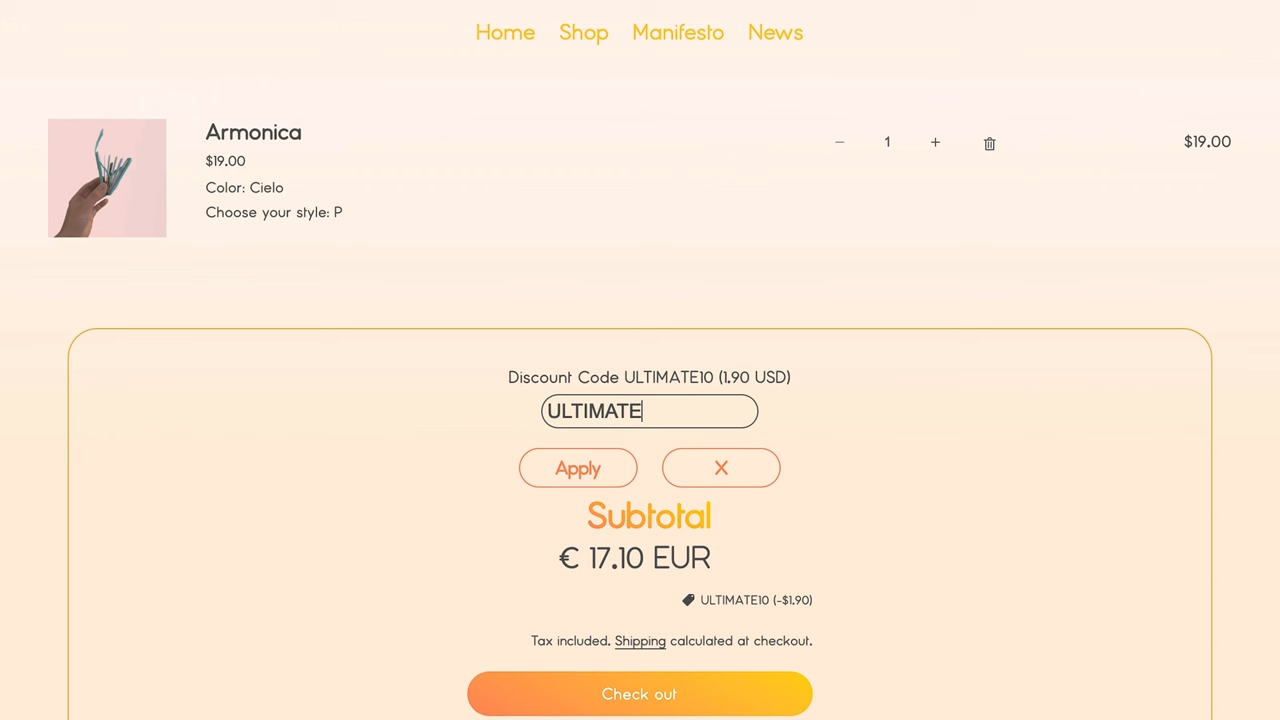 Home Shop Manifesto News
Armonica
$19.00
Color: Cielo
Choose your style: P
− 1 +
$19.00
Discount Code ULTIMATE10 (1.90 USD)
ULTIMATE
Apply X
Subtotal
€ 17.10 EUR
ULTIMATE10 (-$1.90)
Tax included. Shipping calculated at checkout.
Check out